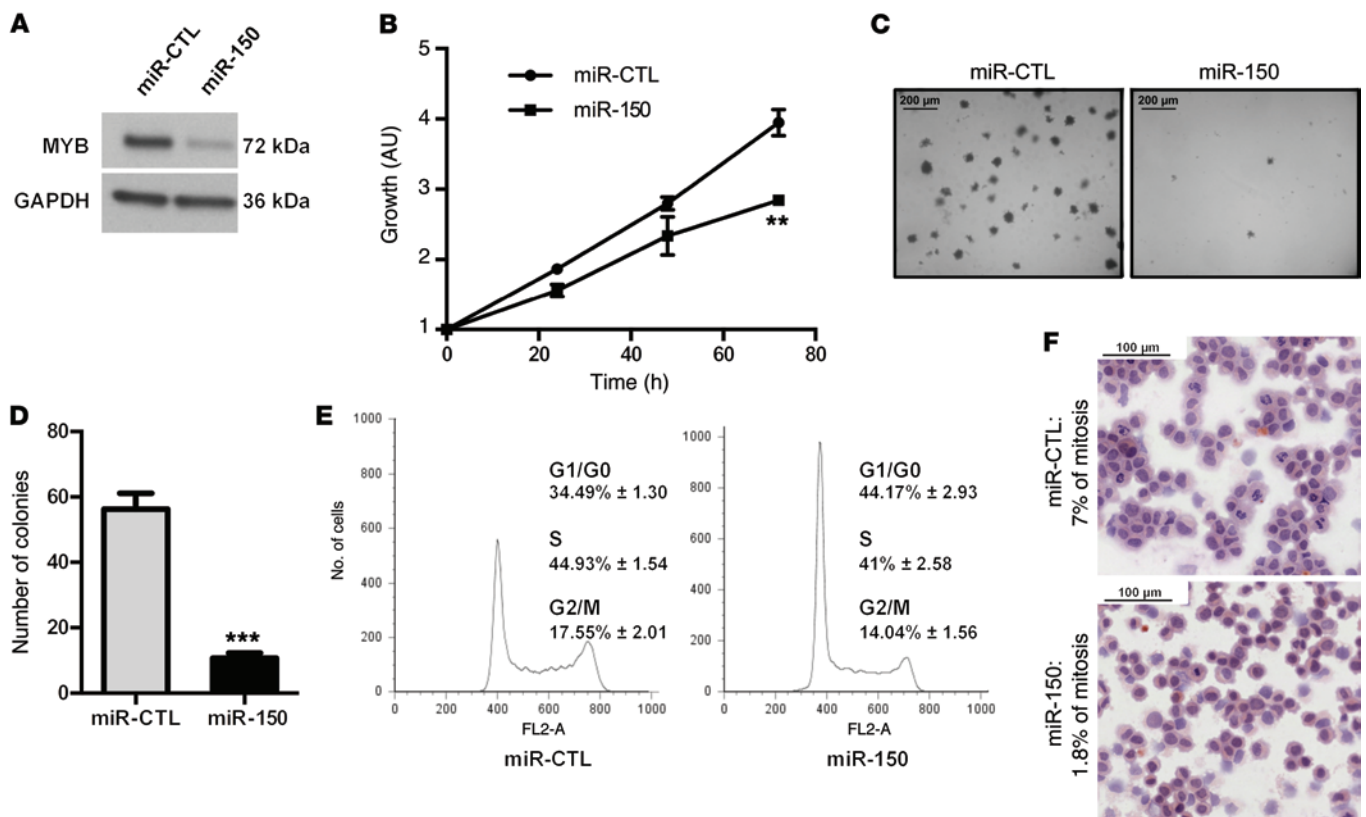 A
miR-CTL
miR-150
MYB
72 kDa
GAPDH
36 kDa
B
5
4
3
2
1
Growth (AU)
miR-CTL
miR-150
**
0
20
40
60
80
Time (h)
C
miR-CTL
miR-150
200 µm
200 µm
D
80
60
40
20
0
Number of colonies
***
miR-CTL
miR-150
E
1000
800
600
400
200
0
No. of cells
G1/G0
34.49% ± 1.30
S
44.93% ± 1.54
G2/M
17.55% ± 2.01
0
200
400
600
800
1000
FL2-A
miR-CTL
1000
800
600
400
200
0
G1/G0
44.17% ± 2.93
S
41% ± 2.58
G2/M
14.04% ± 1.56
0
200
400
600
800
1000
FL2-A
miR-150
F
100 µm
miR-CTL:
7% of mitosis
100 µm
miR-150:
1.8% of mitosis